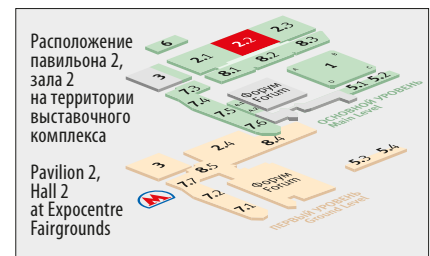 Расположение
павильона 2,
зала 2
на территории
выставочного
комплекса
Pavilion 2,
Hall 2
at Expocentre
Fairgrounds
6
2.1
2.2
2.3
3
8.1
8.2
8.3
1
7.3
7.4
7.5
7.6
Форум
Forum
5.1
5.2
ОСНОВНОЙ УРОВЕНЬ
Main Level
3
2.4
8.4
8.5
7.7
7.2
7.1
Форум
Forum
5.3
5.4
ПЕРВЫЙ УРОВЕНЬ
Ground Level